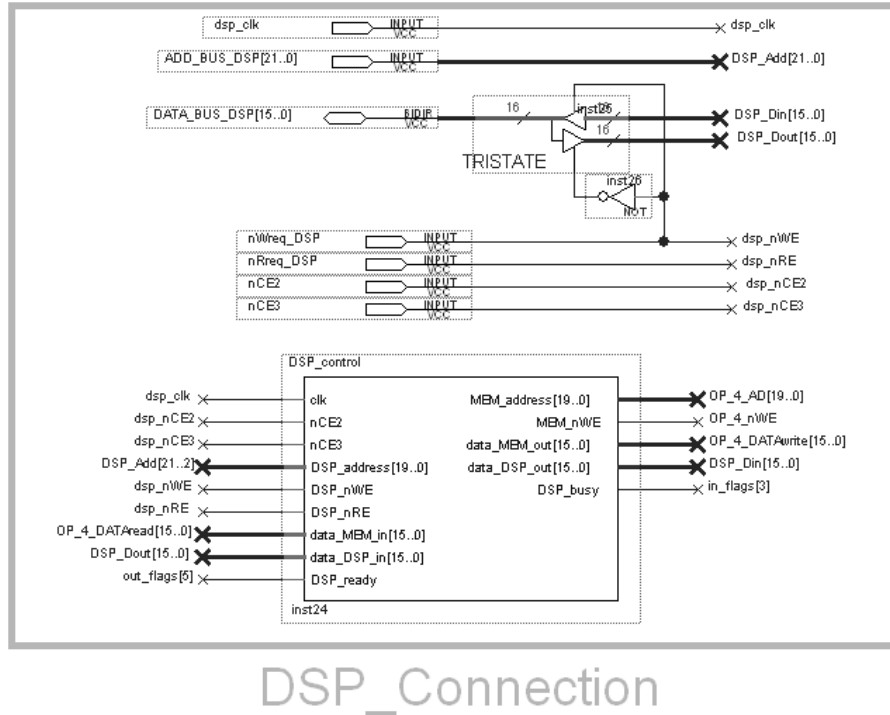 dsp_clk INPUT VCC dsp_clk
ADD_BUS_DSP[21..0] INPUT VCC DSP_Add[21..0]
DATA_BUS_DSP[15..0] BIDIR VCC 16 inst25 16 DSP_Din[15..0]
16 DSP_Dout[15..0]
TRISTATE
inst26
NOT
nWreq_DSP INPUT VCC dsp_nWE
nRreq_DSP INPUT VCC dsp_nRE
nCE2 INPUT VCC dsp_nCE2
nCE3 INPUT VCC dsp_nCE3
DSP_control
dsp_clk clk MEM_address[19..0] OP_4_AD[19..0]
dsp_nCE2 nCE2 MEM_nWE OP_4_nWE
dsp_nCE3 nCE3 data_MEM_out[15..0] OP_4_DATAwrite[15..0]
DSP_Add[21..2] DSP_address[19..0] data_DSP_out[15..0] DSP_Din[15..0]
dsp_nWE DSP_nWE DSP_busy in_flags[3]
dsp_nRE DSP_nRE
OP_4_DATAread[15..0] data_MEM_in[15..0]
DSP_Dout[15..0] data_DSP_in[15..0]
out_flags[5] DSP_ready
inst24
DSP_Connection